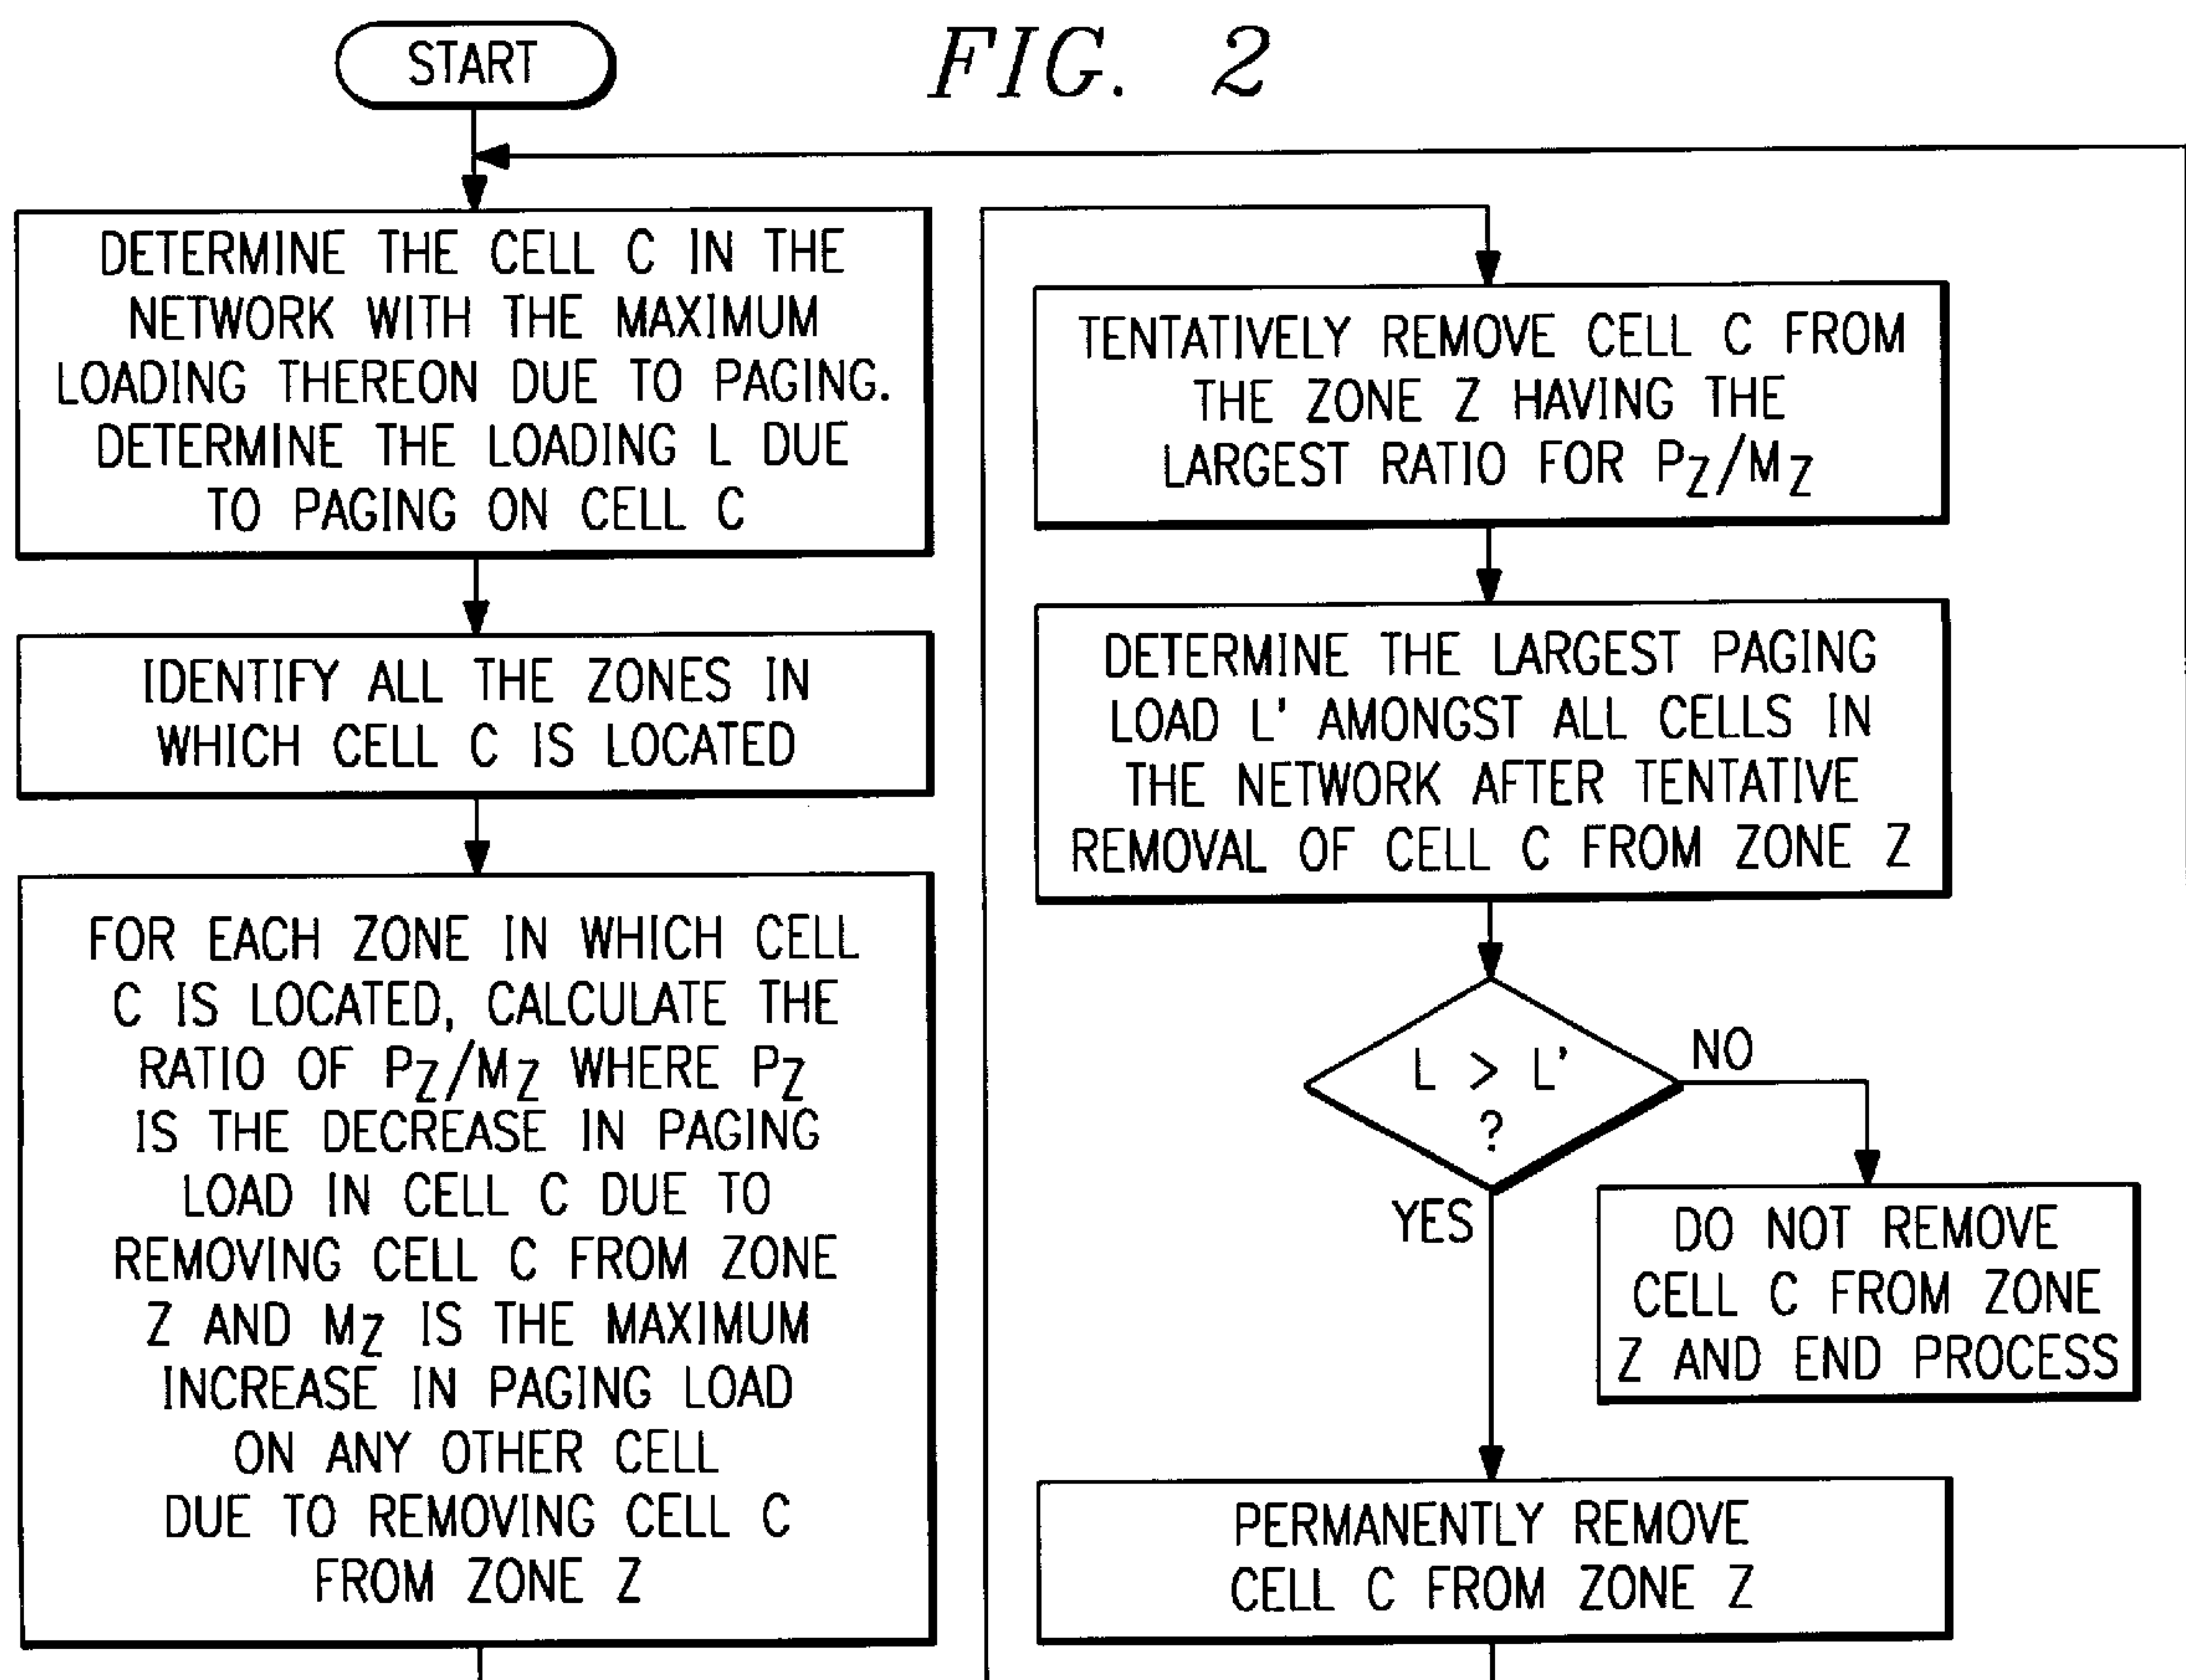 START
FIG. 2
DETERMINE THE CELL C IN THE
NETWORK WITH THE MAXIMUM
LOADING THEREON DUE TO PAGING.
DETERMINE THE LOADING L DUE
TO PAGING ON CELL C
IDENTIFY ALL THE ZONES IN
WHICH CELL C IS LOCATED
FOR EACH ZONE IN WHICH CELL
C IS LOCATED, CALCULATE THE
RATIO OF PZ/MZ WHERE PZ
IS THE DECREASE IN PAGING
LOAD IN CELL C DUE TO
REMOVING CELL C FROM ZONE
Z AND MZ IS THE MAXIMUM
INCREASE IN PAGING LOAD
ON ANY OTHER CELL
DUE TO REMOVING CELL C
FROM ZONE Z
TENTATIVELY REMOVE CELL C FROM
THE ZONE Z HAVING THE
LARGEST RATIO FOR PZ/MZ
DETERMINE THE LARGEST PAGING
LOAD L' AMONGST ALL CELLS IN
THE NETWORK AFTER TENTATIVE
REMOVAL OF CELL C FROM ZONE Z
L > L'
?
NO
YES
DO NOT REMOVE
CELL C FROM ZONE
Z AND END PROCESS
PERMANENTLY REMOVE
CELL C FROM ZONE Z